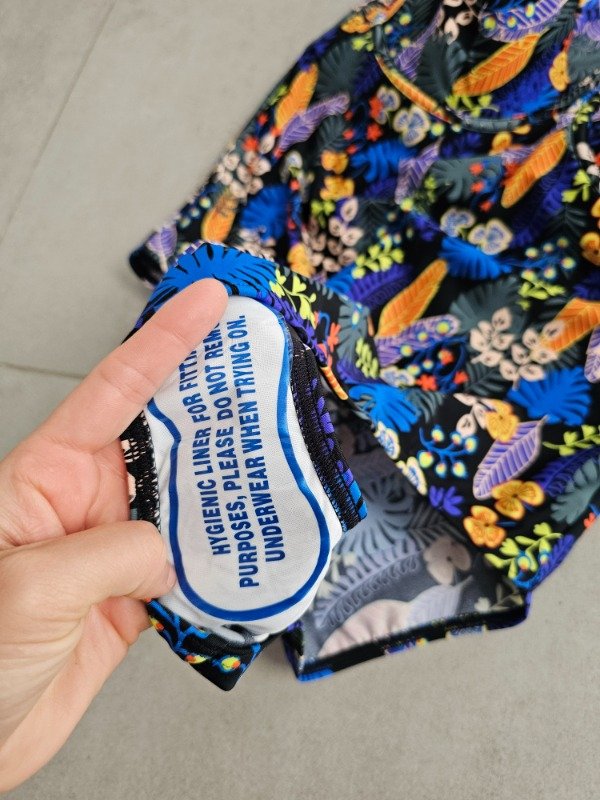 HYGIENIC LINER FOR
PURPOSES, PLEASE DO NOT
UNDERWEAR WHEN TRYING ON.